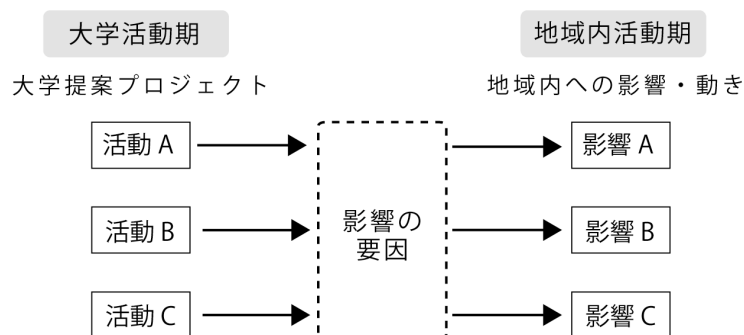 大学活動期
地域内活動期
大学提案プロジェクト
地域内への影響・動き
活動 A
影響 A
影響の
要因
活動 B
影響 B
活動 C
影響 C